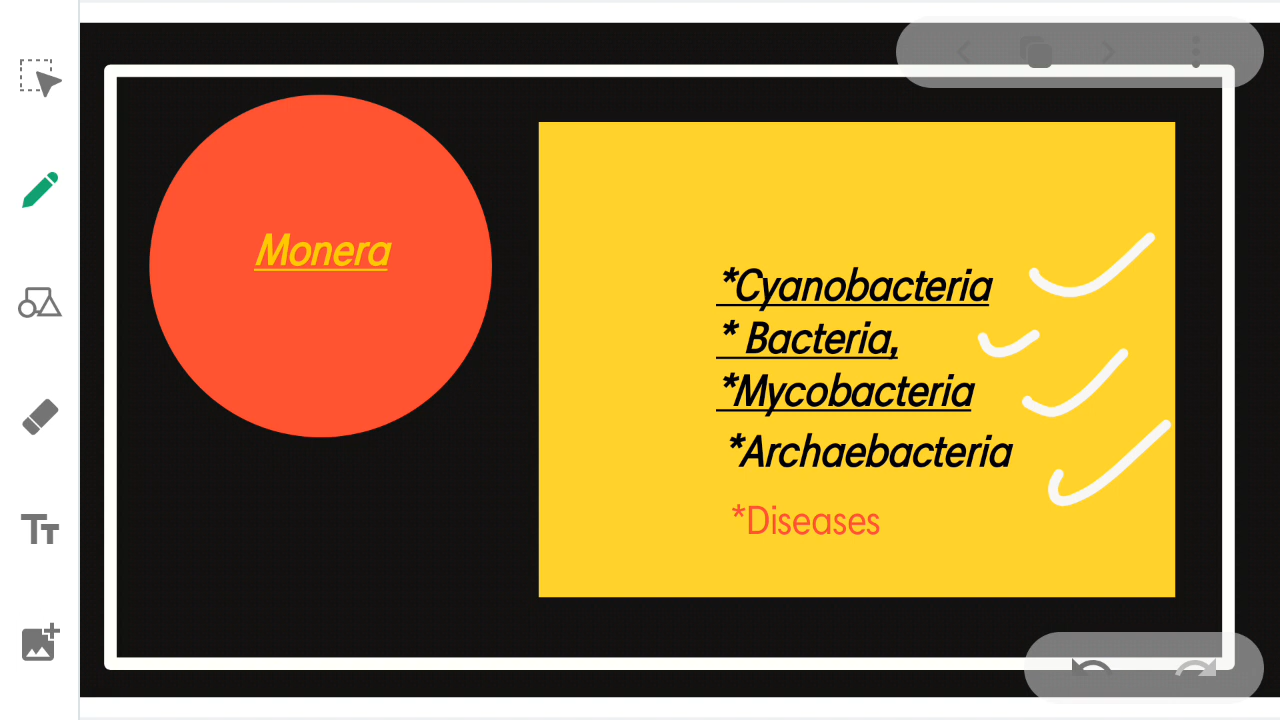 Monera
*Cyanobacteria
* Bacteria,
*Mycobacteria
*Archaebacteria
*Diseases